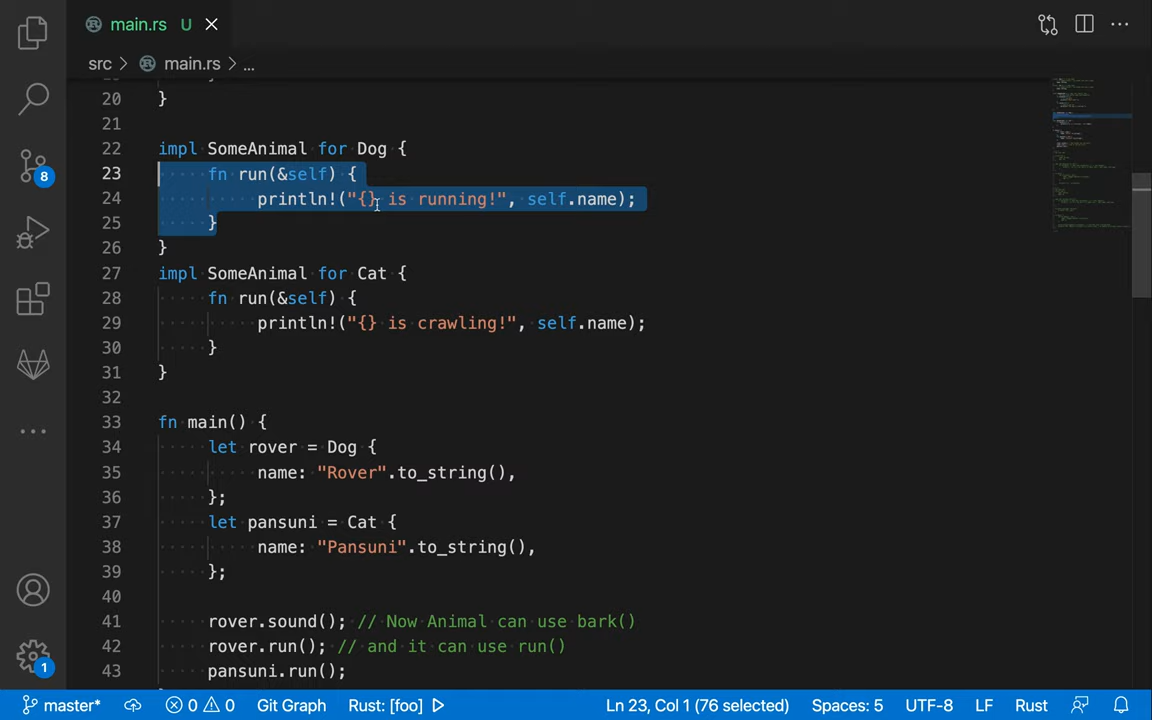 main.rs U
src > main.rs > ...
20 }
21
22 impl SomeAnimal for Dog {
23 fn run(&self) {
24 println!("{} is running!", self.name);
25 }
26 }
27 impl SomeAnimal for Cat {
28 fn run(&self) {
29 println!("{} is crawling!", self.name);
30 }
31 }
32
33 fn main() {
34 let rover = Dog {
35 name: "Rover".to_string(),
36 };
37 let pansuni = Cat {
38 name: "Pansuni".to_string(),
39 };
40
41 rover.sound(); // Now Animal can use bark()
42 rover.run(); // and it can use run()
43 pansuni.run();
8
1
master* 0 0 Git Graph Rust: [foo] Ln 23, Col 1 (76 selected) Spaces: 5 UTF-8 LF Rust